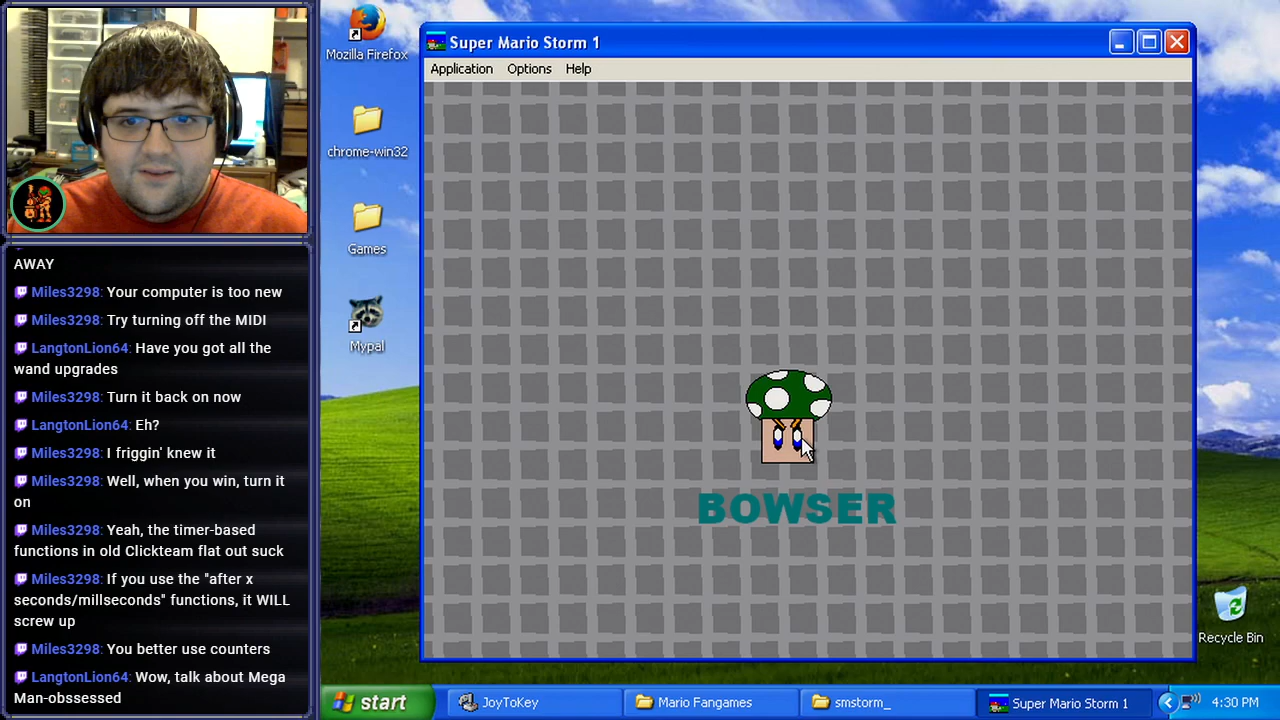 AWAY
Miles3298: Your computer is too new
Miles3298: Try turning off the MIDI
LangtonLion64: Have you got all the
wand upgrades
Miles3298: Turn it back on now
LangtonLion64: Eh?
Miles3298: I friggin' knew it
Miles3298: Well, when you win, turn it
on
Miles3298: Yeah, the timer-based
functions in old Clickteam flat out suck
Miles3298: If you use the "after x
seconds/millseconds" functions, it WILL
screw up
Miles3298: You better use counters
LangtonLion64: Wow, talk about Mega
Man-obssessed
Mozilla Firefox
chrome-win32
Games
Mypal
Super Mario Storm 1
Application Options Help
BOWSER
Recycle Bin
start
JoyToKey
Mario Fangames
smstorm_
Super Mario Storm 1
4:30 PM